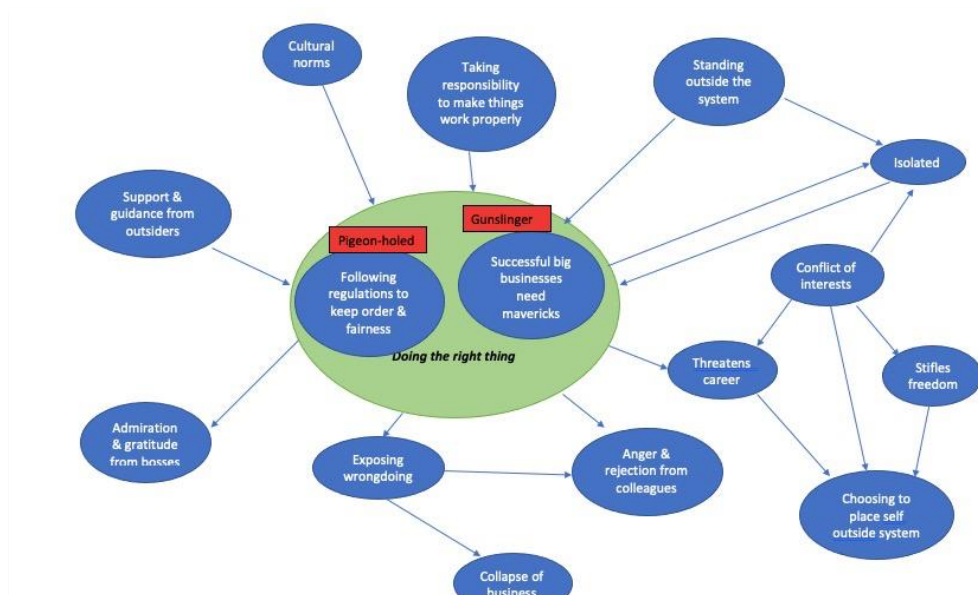 Cultural
norms
Taking
responsibility
to make things
work properly
Standing
outside the
system
Isolated
Support &
guidance from
outsiders
Gunslinger
Pigeon-holed
Following
regulations to
keep order &
fairness
Successful big
businesses
need
mavericks
Doing the right thing
Conflict of
interests
Threatens
career
Stifles
freedom
Admiration
& gratitude
from bosses
Exposing
wrongdoing
Anger &
rejection from
colleagues
Choosing to
place self
outside system
Collapse of
business